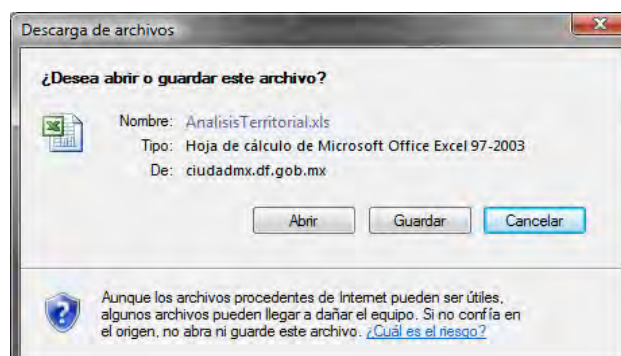 Descarga de archivos
¿Desea abrir o guardar este archivo?
Nombre: AnalisisTerritorial.xls
Tipo: Hoja de cálculo de Microsoft Office Excel 97-2003
De: ciudadmx.df.gob.mx
Abrir Guardar Cancelar
Aunque los archivos procedentes de Internet pueden ser útiles,
algunos archivos pueden llegar a dañar el equipo. Si no confía en
el origen, no abra ni guarde este archivo. ¿Cuál es el riesgo?